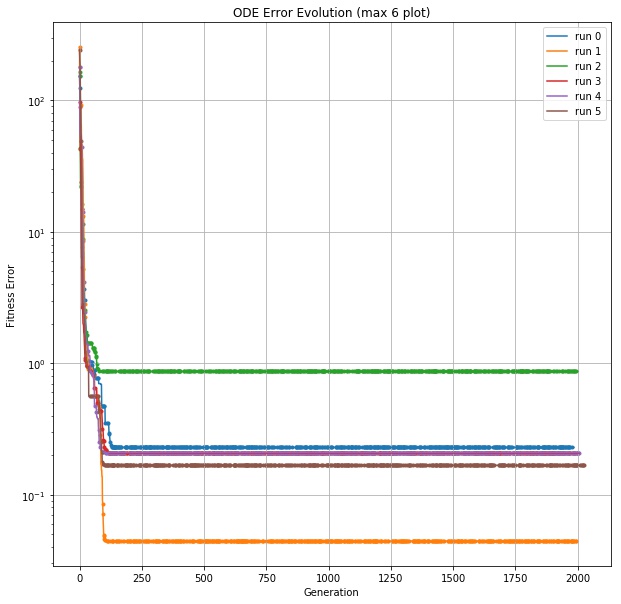 ODE Error Evolution (max 6 plot)
run 0
run 1
run 2
run 3
run 4
run 5
10²
10¹
10⁰
10⁻¹
Fitness Error
0 250 500 750 1000 1250 1500 1750 2000
Generation